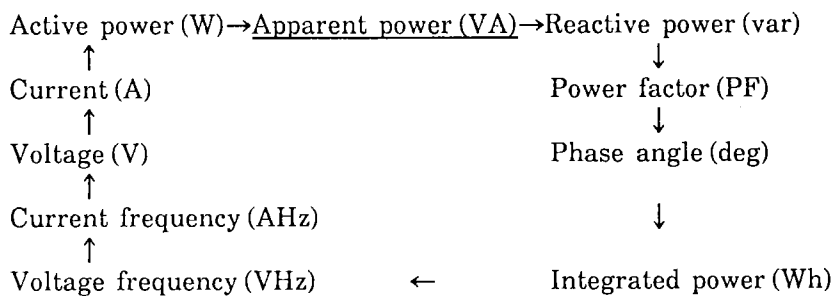 Active power (W)→Apparent power (VA)→Reactive power (var)
↑ ↓
Current (A) Power factor (PF)
↑ ↓
Voltage (V) Phase angle (deg)
↑
Current frequency (AHz) ↓
↑
Voltage frequency (VHz) ← Integrated power (Wh)